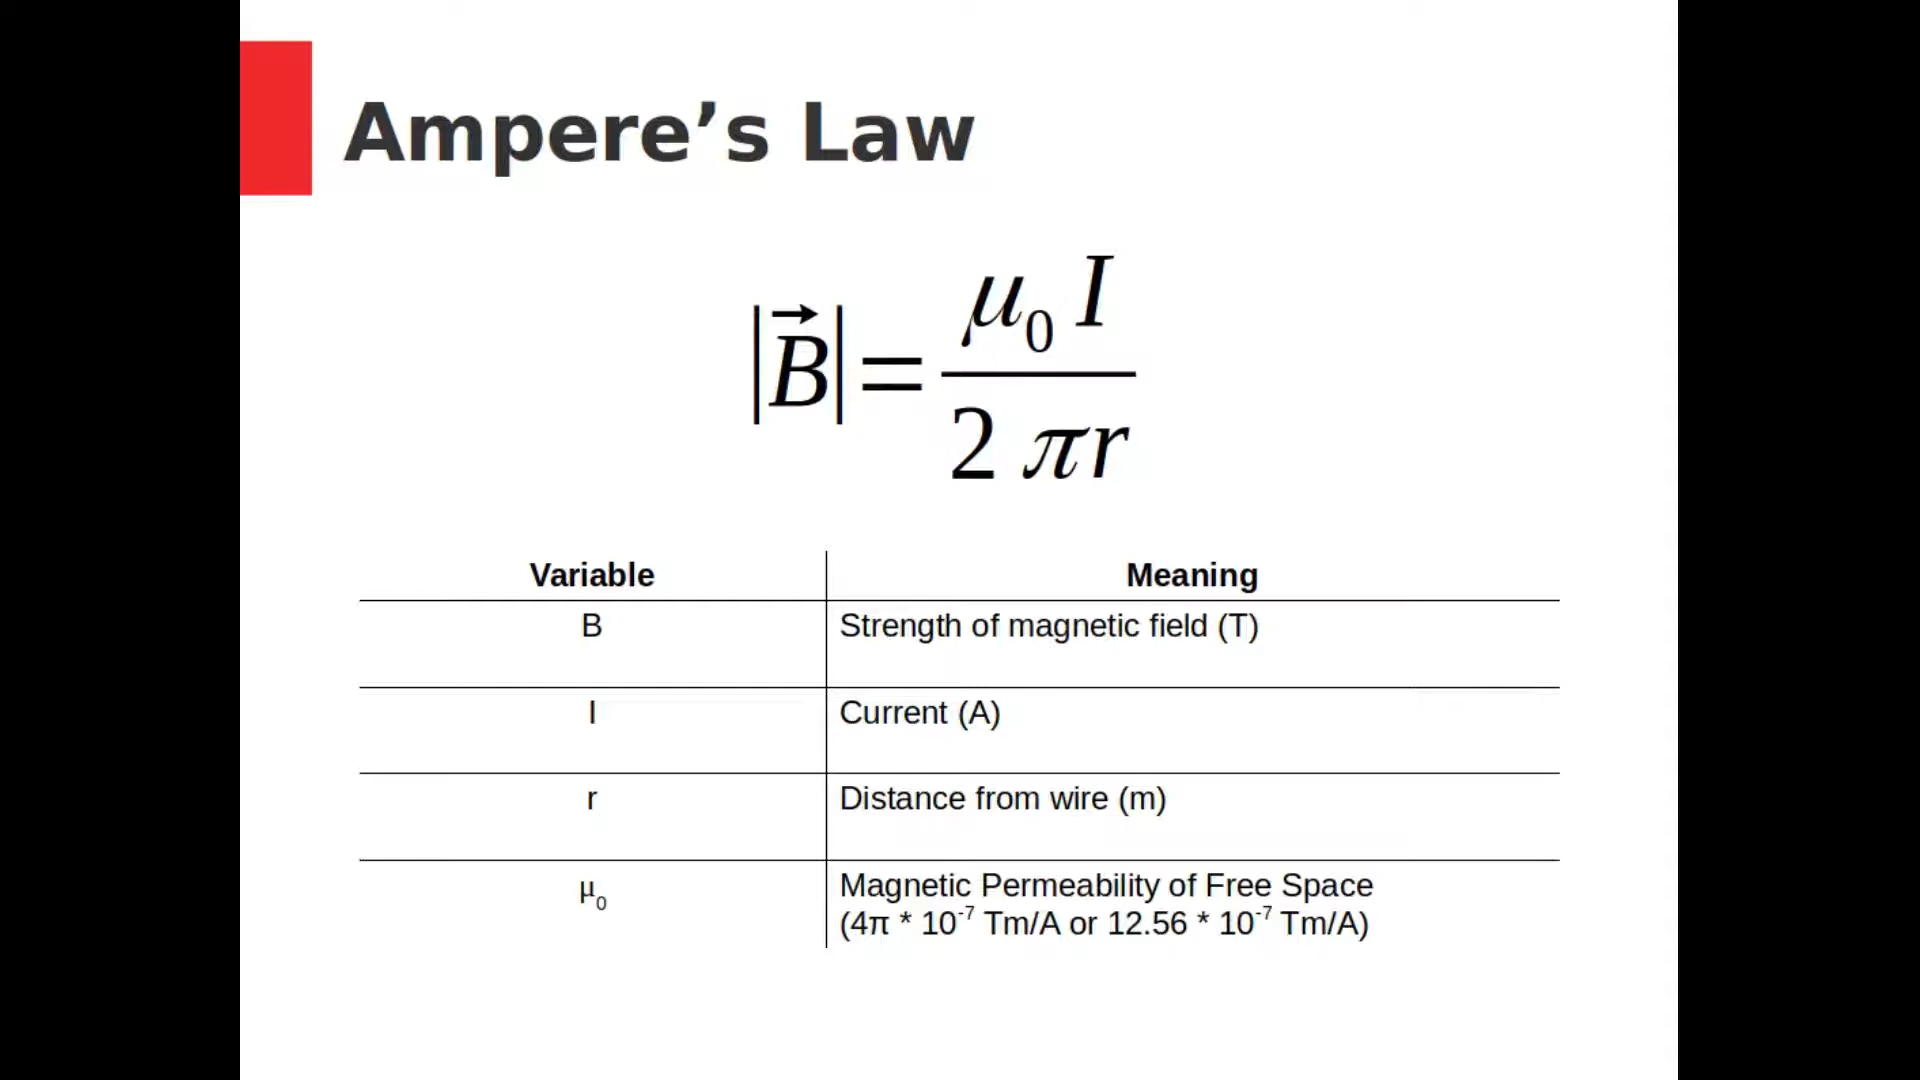 Ampere’s Law
|B⃗| = μ₀ I / 2 πr
Variable Meaning
B Strength of magnetic field (T)
I Current (A)
r Distance from wire (m)
μ₀ Magnetic Permeability of Free Space
(4π * 10⁻⁷ Tm/A or 12.56 * 10⁻⁷ Tm/A)